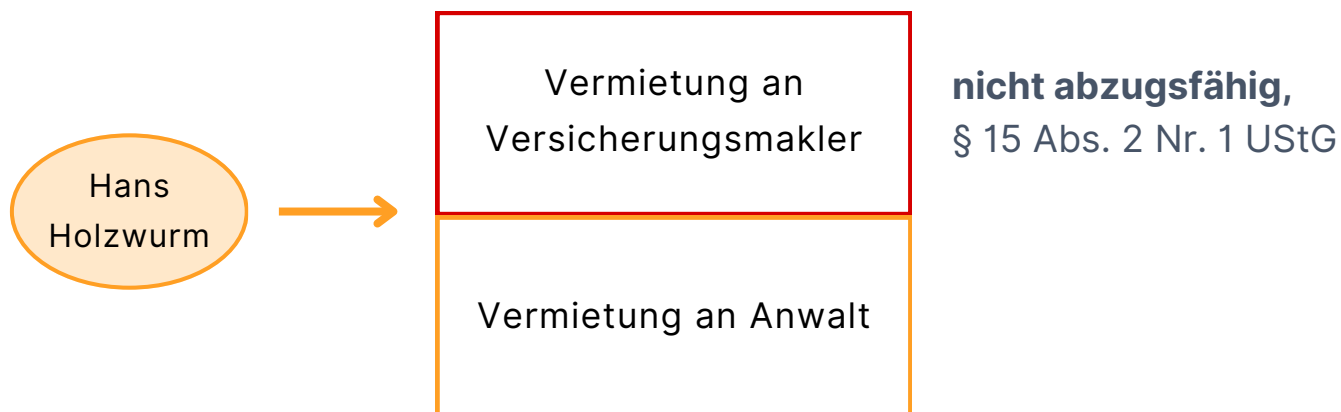 Hans
Holzwurm
Vermietung an
Versicherungsmakler
nicht abzugsfähig,
§ 15 Abs. 2 Nr. 1 UStG
Vermietung an Anwalt